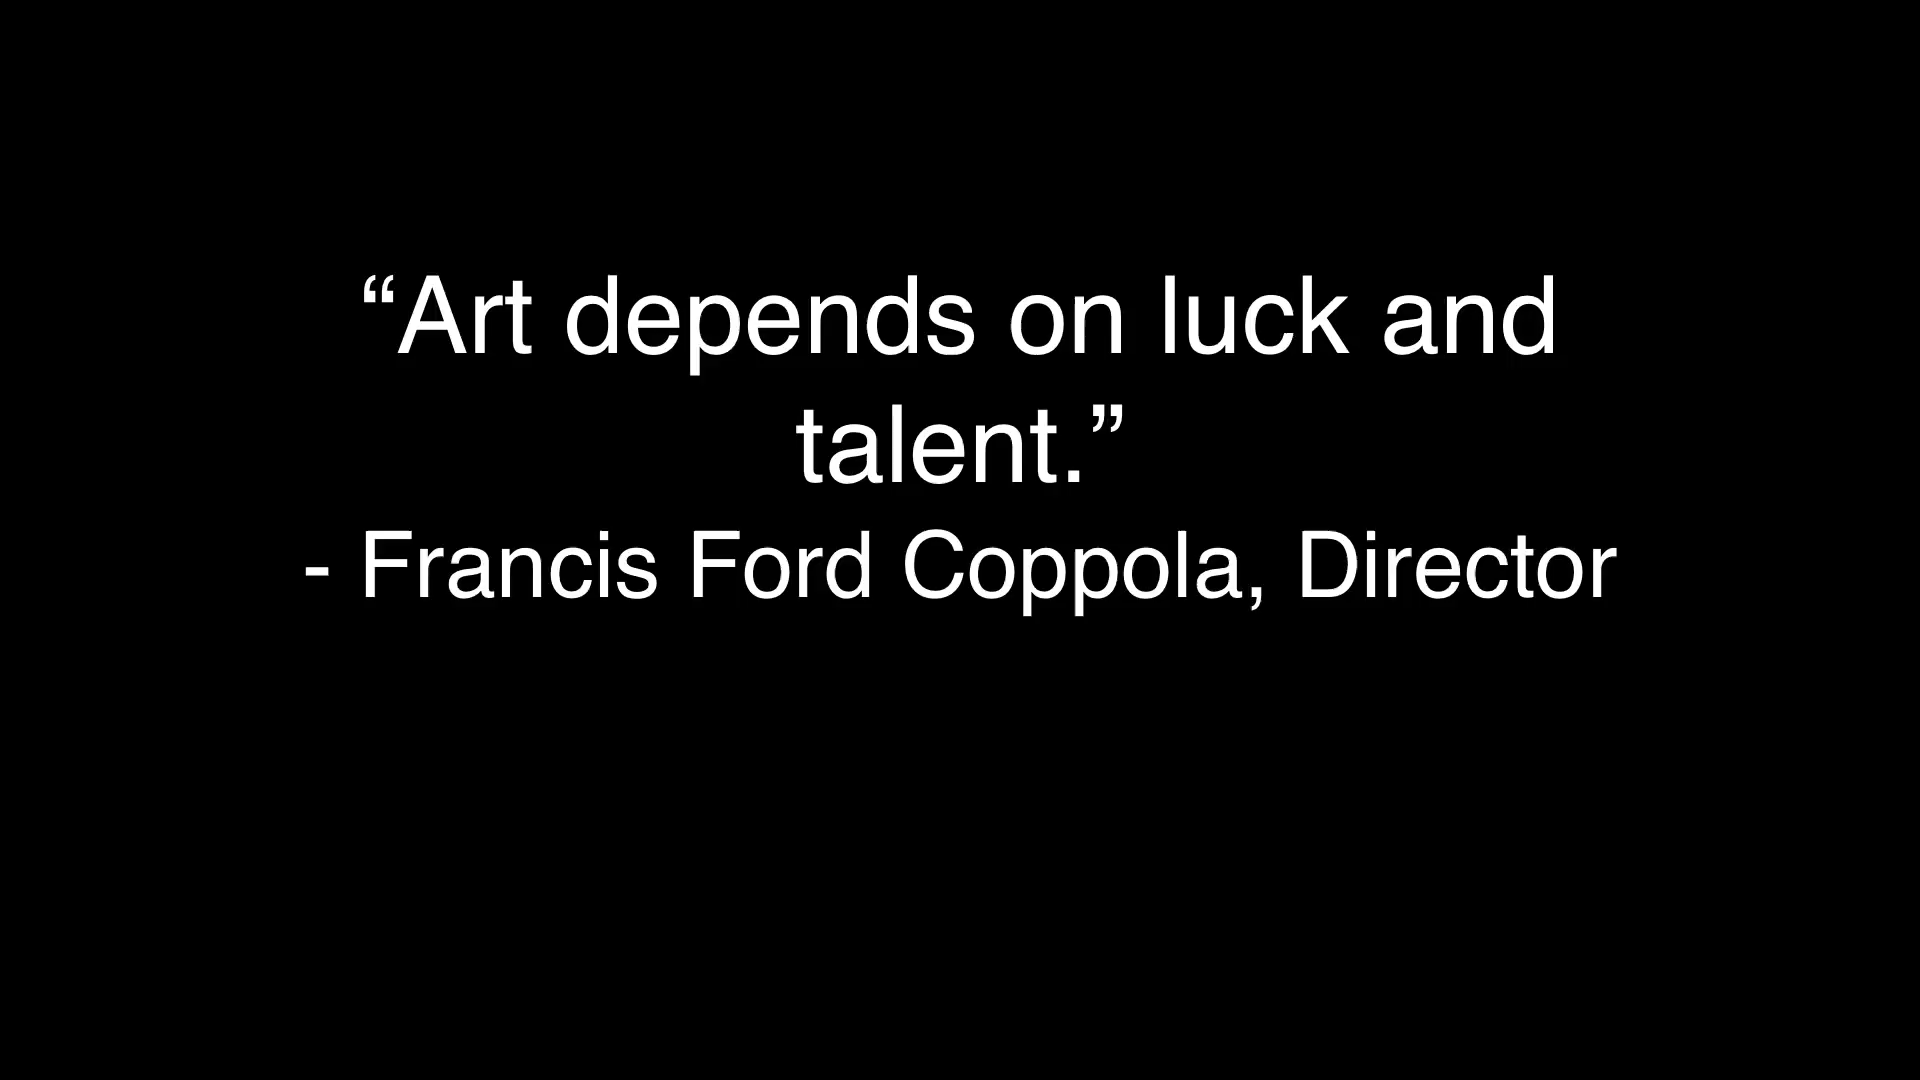 “Art depends on luck and
talent.”
- Francis Ford Coppola, Director